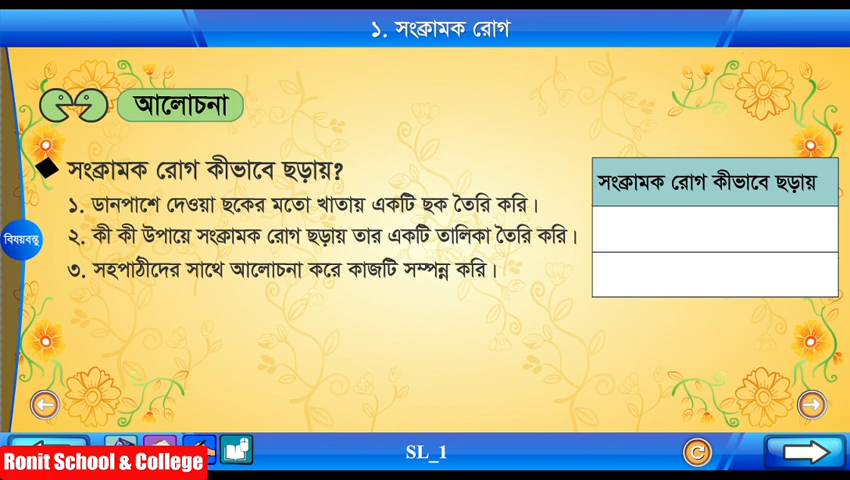 ১. সংক্রামক রোগ
আলোচনা
সংক্রামক রোগ কীভাবে ছড়ায়?
১. ডানপাশে দেওয়া ছকের মতো খাতায় একটি ছক তৈরি করি।
২. কী কী উপায়ে সংক্রামক রোগ ছড়ায় তার একটি তালিকা তৈরি করি।
৩. সহপাঠীদের সাথে আলোচনা করে কাজটি সম্পন্ন করি।
সংক্রামক রোগ কীভাবে ছড়ায়
বিষয়বস্তু
SL_1
Ronit School & College